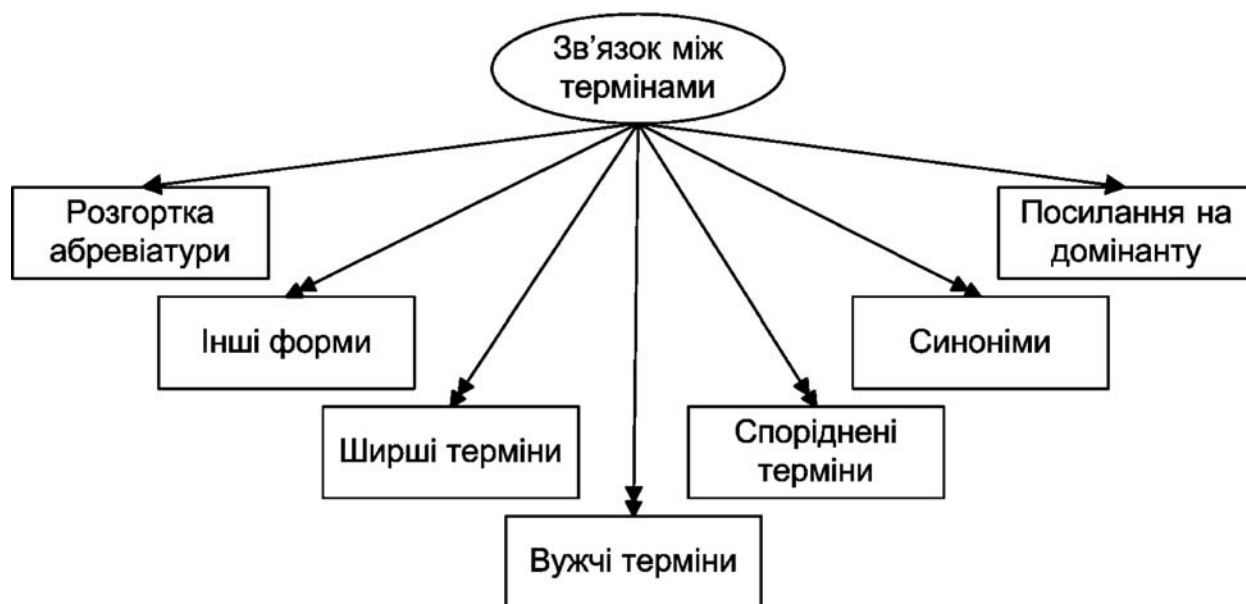 Зв’язок між
термінами
Розгортка
абревіатури
Посилання на
домінанту
Інші форми
Синоніми
Ширші терміни
Споріднені
терміни
Вужчі терміни